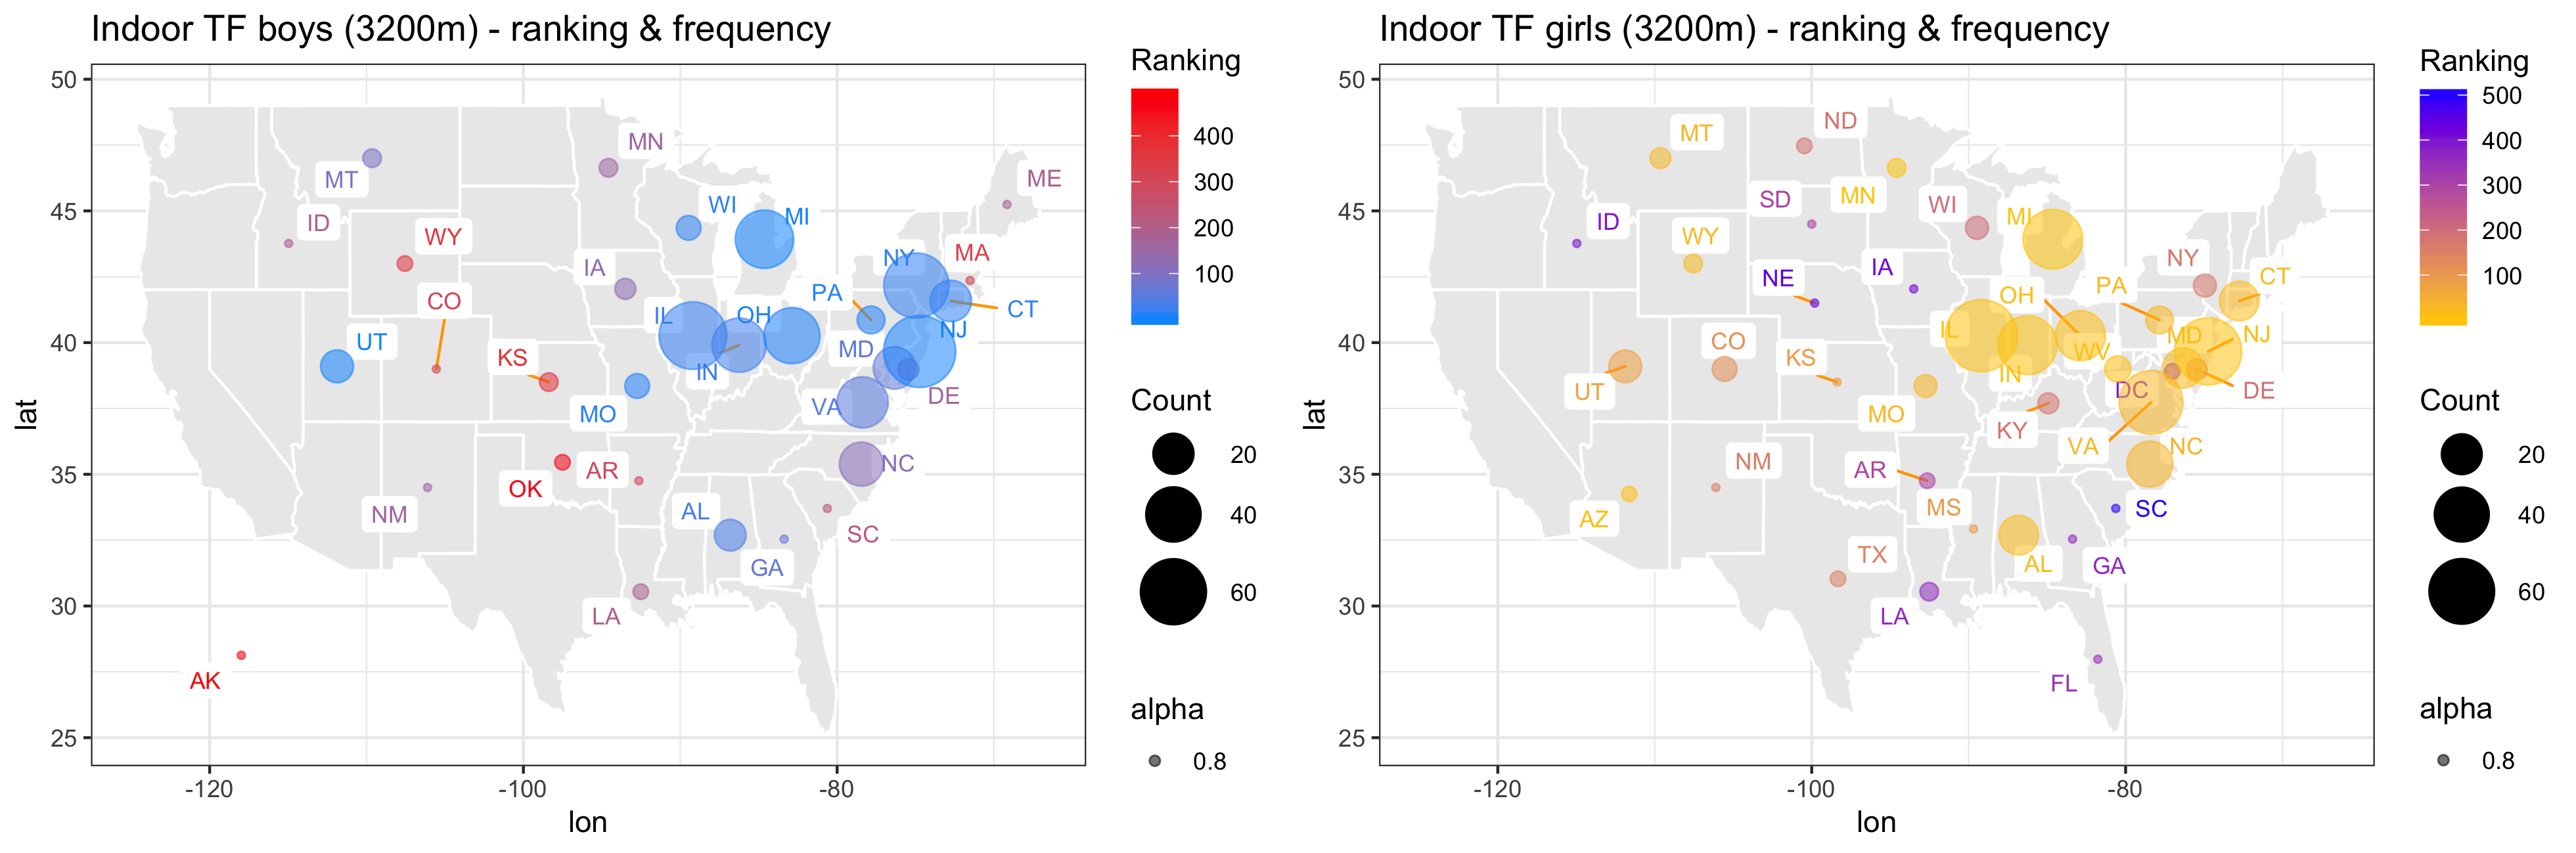 Indoor TF boys (3200m) - ranking & frequency
50
45
40
35
30
25
lat
-120
-100
-80
lon
MN
ME
MT
ID
WI
MI
WY
NY
MA
IA
CO
PA
CT
IL
OH
NJ
UT
KS
MD
IN
MO
VA
DE
OK
AR
NC
NM
AL
SC
GA
LA
AK
Ranking
400
300
200
100
Count
20
40
60
alpha
0.8
Indoor TF girls (3200m) - ranking & frequency
50
45
40
35
30
25
lat
-120
-100
-80
lon
ND
MT
SD
MN
WI
MI
ID
WY
NY
NE
IA
CT
OH
PA
IL
MD
NJ
CO
KS
WV
UT
IN
DC
DE
MO
KY
VA
NC
NM
AR
AZ
MS
SC
TX
AL
GA
LA
FL
Ranking
500
400
300
200
100
Count
20
40
60
alpha
0.8